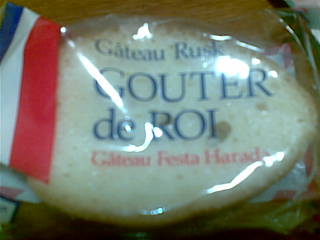 Gâteau Rusk
GOUTER
de ROI
Gâteau Festa Harada